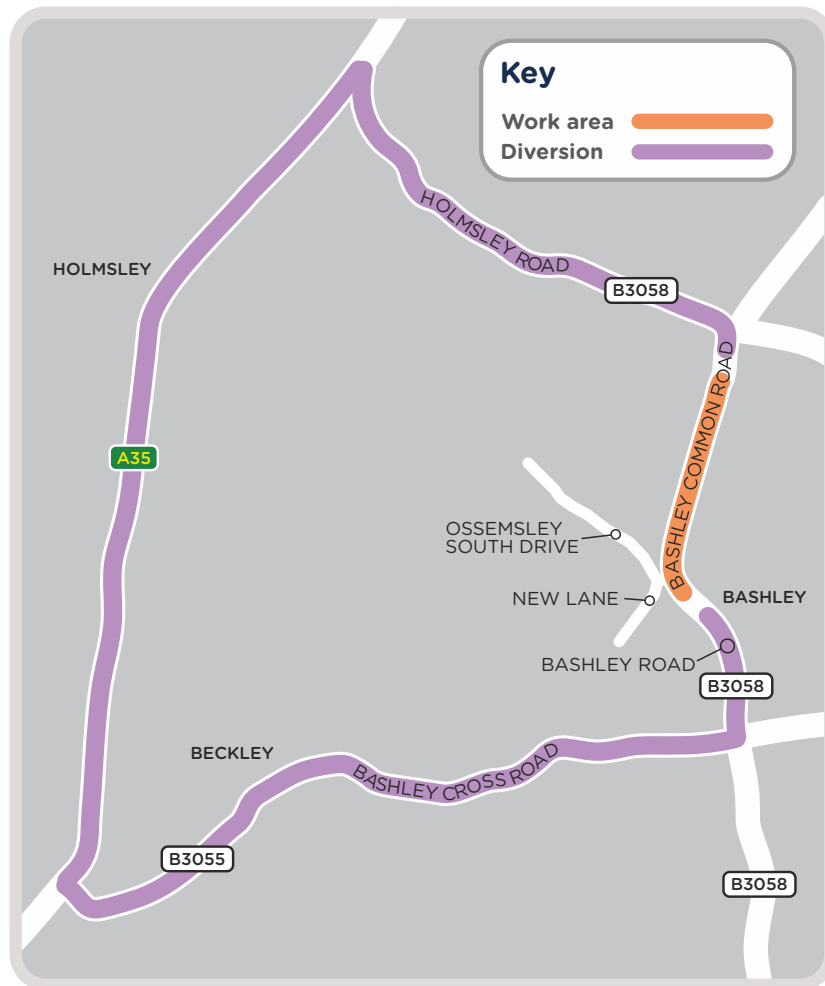 Key
Work area
Diversion
HOLMSLEY ROAD
HOLMSLEY
B3058
BASHLEY COMMON ROAD
A35
OSSEMSLEY
SOUTH DRIVE
NEW LANE
BASHLEY
BASHLEY ROAD
B3058
BECKLEY
BASHLEY CROSS ROAD
B3055
B3058